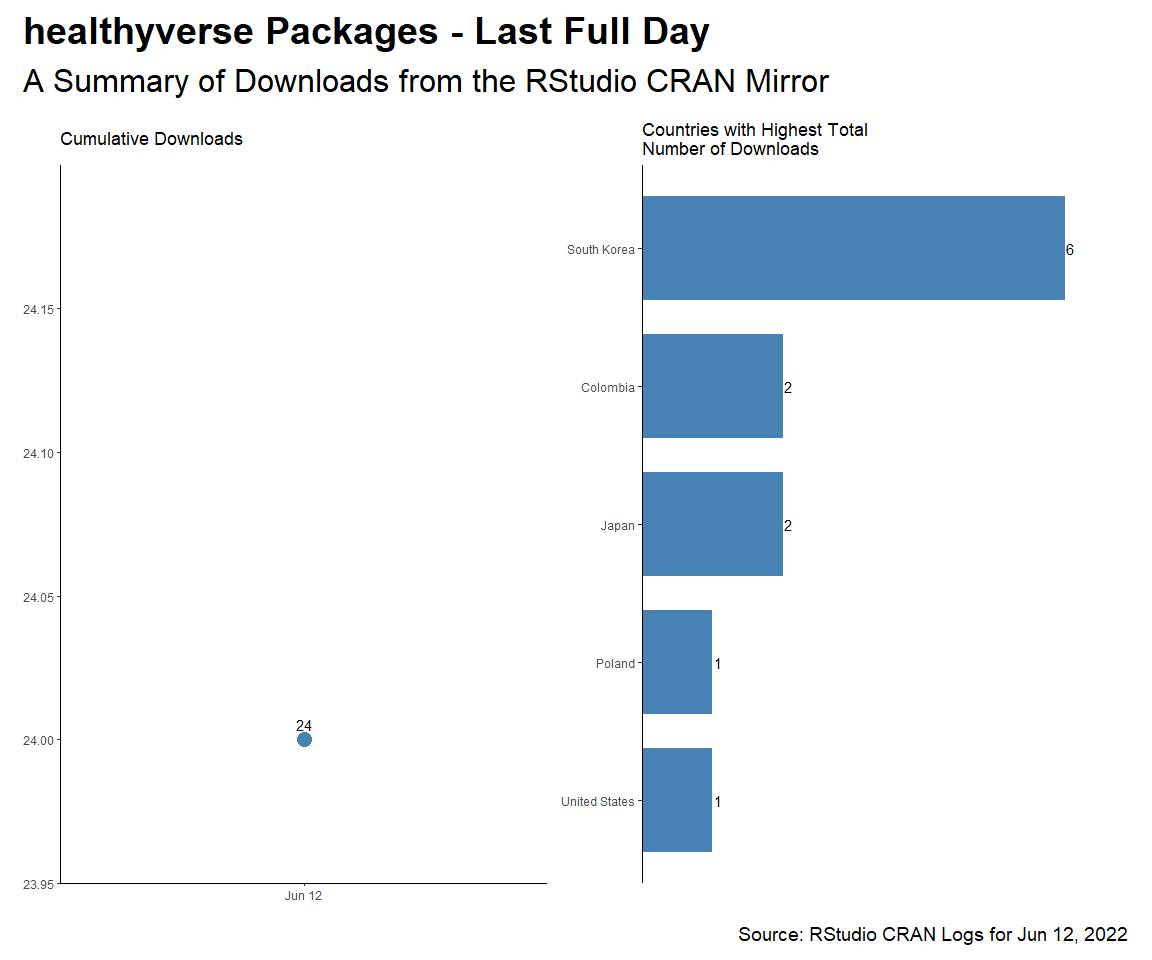 healthyverse Packages - Last Full Day
A Summary of Downloads from the RStudio CRAN Mirror
Cumulative Downloads
24.15
24.10
24.05
24.00
23.95
24
Jun 12
Countries with Highest Total
Number of Downloads
South Korea
6
Colombia
2
Japan
2
Poland
1
United States
1
Source: RStudio CRAN Logs for Jun 12, 2022